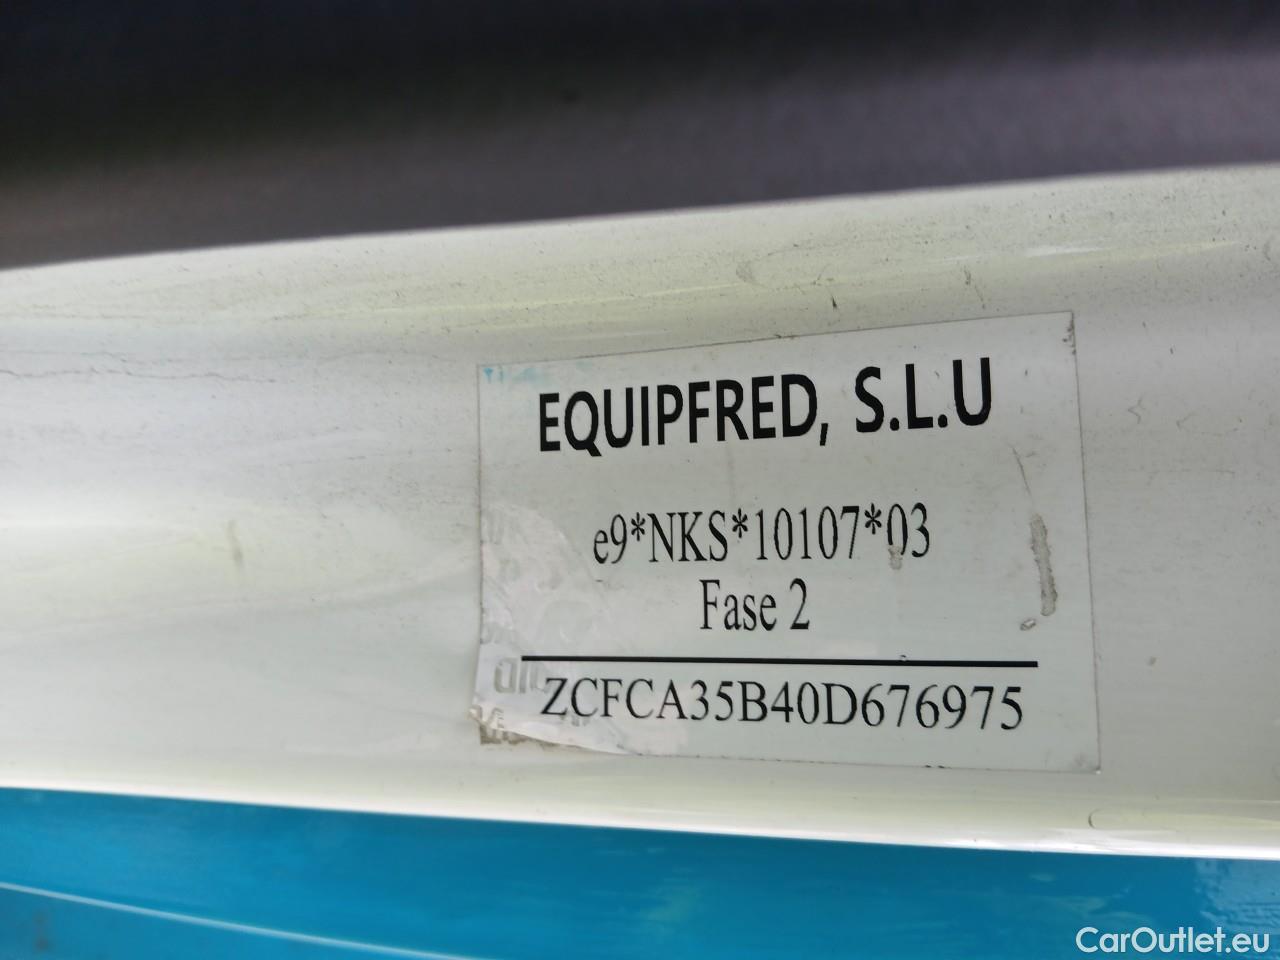 EQUIPFRED, S.L.U
e9*NKS*10107*03
Fase 2
ZCFCA35B40D676975
CarOutlet.eu